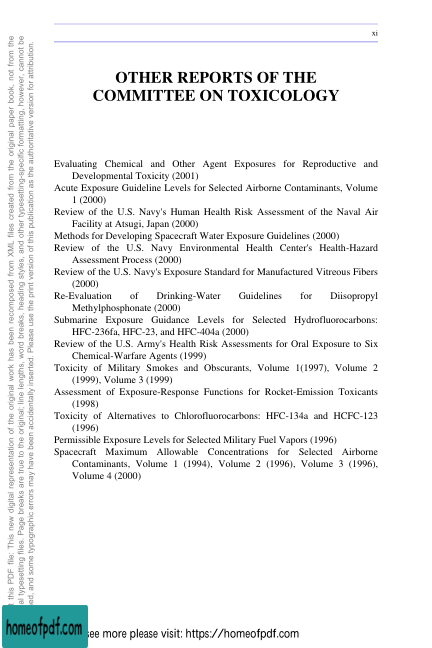 xi
OTHER REPORTS OF THE
COMMITTEE ON TOXICOLOGY
Evaluating Chemical and Other Agent Exposures for Reproductive and
Developmental Toxicity (2001)
Acute Exposure Guideline Levels for Selected Airborne Contaminants, Volume
1 (2000)
Review of the U.S. Navy's Human Health Risk Assessment of the Naval Air
Facility at Atsugi, Japan (2000)
Methods for Developing Spacecraft Water Exposure Guidelines (2000)
Review of the U.S. Navy Environmental Health Center's Health-Hazard
Assessment Process (2000)
Review of the U.S. Navy's Exposure Standard for Manufactured Vitreous Fibers
(2000)
Re-Evaluation of Drinking-Water Guidelines for Diisopropyl
Methylphosphonate (2000)
Submarine Exposure Guidance Levels for Selected Hydrofluorocarbons:
HFC-236fa, HFC-23, and HFC-404a (2000)
Review of the U.S. Army's Health Risk Assessments for Oral Exposure to Six
Chemical-Warfare Agents (1999)
Toxicity of Military Smokes and Obscurants, Volume 1(1997), Volume 2
(1999), Volume 3 (1999)
Assessment of Exposure-Response Functions for Rocket-Emission Toxicants
(1998)
Toxicity of Alternatives to Chlorofluorocarbons: HFC-134a and HCFC-123
(1996)
Permissible Exposure Levels for Selected Military Fuel Vapors (1996)
Spacecraft Maximum Allowable Concentrations for Selected Airborne
Contaminants, Volume 1 (1994), Volume 2 (1996), Volume 3 (1996),
Volume 4 (2000)
t this PDF file: This new digital representation of the original work has been recomposed from XML files created from the original paper book, not from the
al typesetting files. Page breaks are true to the original; line lengths, word breaks, heading styles, and other typesetting-specific formatting, however, cannot be
ed, and some typographic errors may have been accidentally inserted. Please use the print version of this publication as the authoritative version for attribution.
homeofpdf.com
see more please visit: https://homeofpdf.com